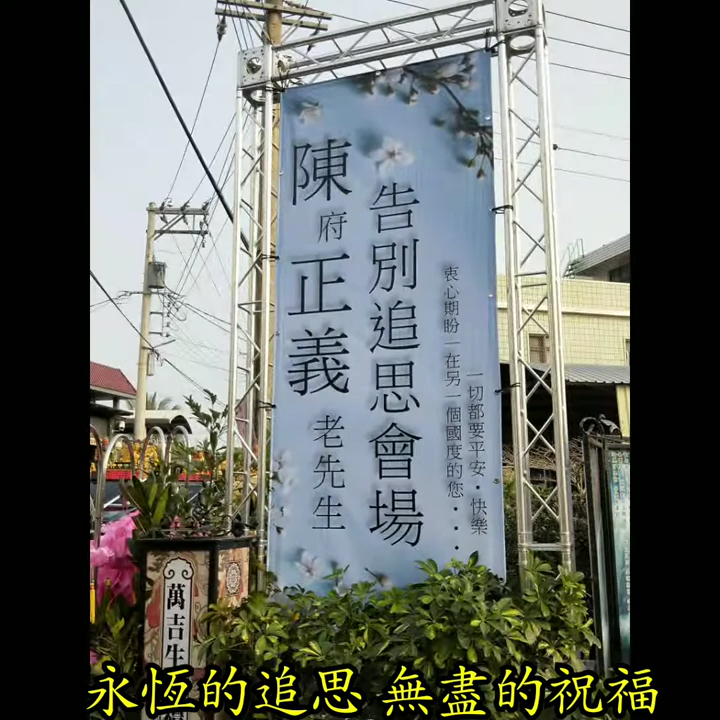 一切都要平安·快樂
衷心期盼—在另一個國度的您···
告別追思會場
陳府正義老先生
萬吉生
永恆的追思 無盡的祝福